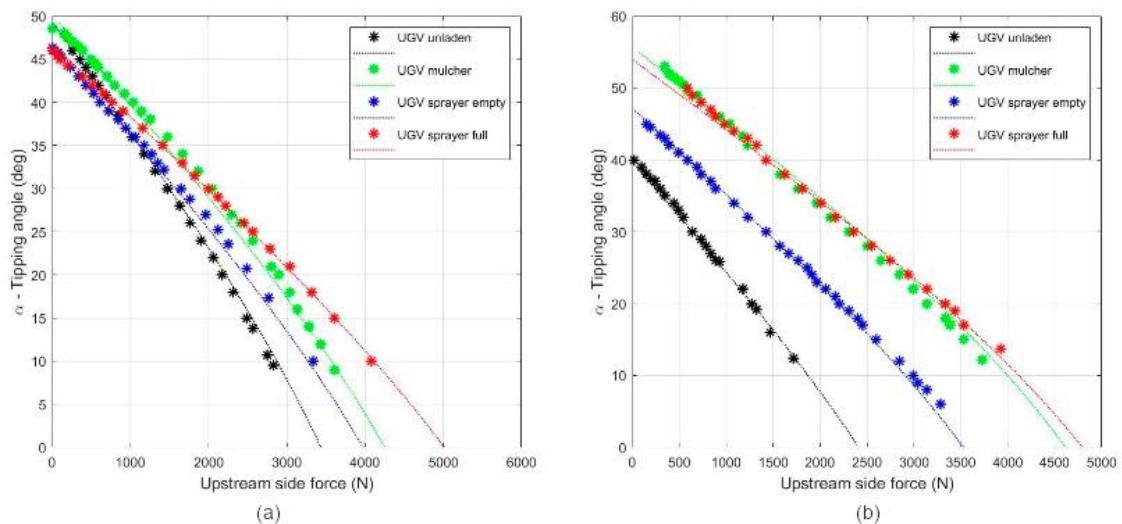 50
45
40
35
30
25
20
15
10
5
0
α - Tipping angle (deg)
UGV unladen
UGV mulcher
UGV sprayer empty
UGV sprayer full
0 1000 2000 3000 4000 5000 6000
Upstream side force (N)
(a)
60
50
40
30
20
10
0
α - Tipping angle (deg)
UGV unladen
UGV mulcher
UGV sprayer empty
UGV sprayer full
0 500 1000 1500 2000 2500 3000 3500 4000 4500 5000
Upstream side force (N)
(b)